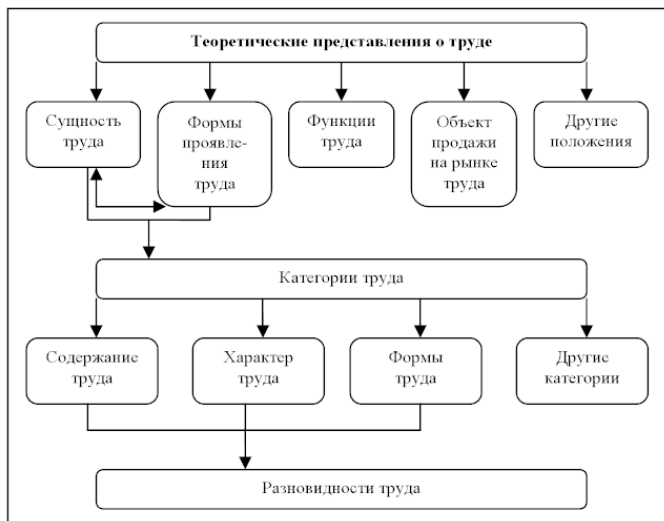 Теоретические представления о труде
Сущность
труда
Формы
проявле-
ния
труда
Функции
труда
Объект
продажи
на рынке
труда
Другие
положения
Категории труда
Содержание
труда
Характер
труда
Формы
труда
Другие
категории
Разновидности труда